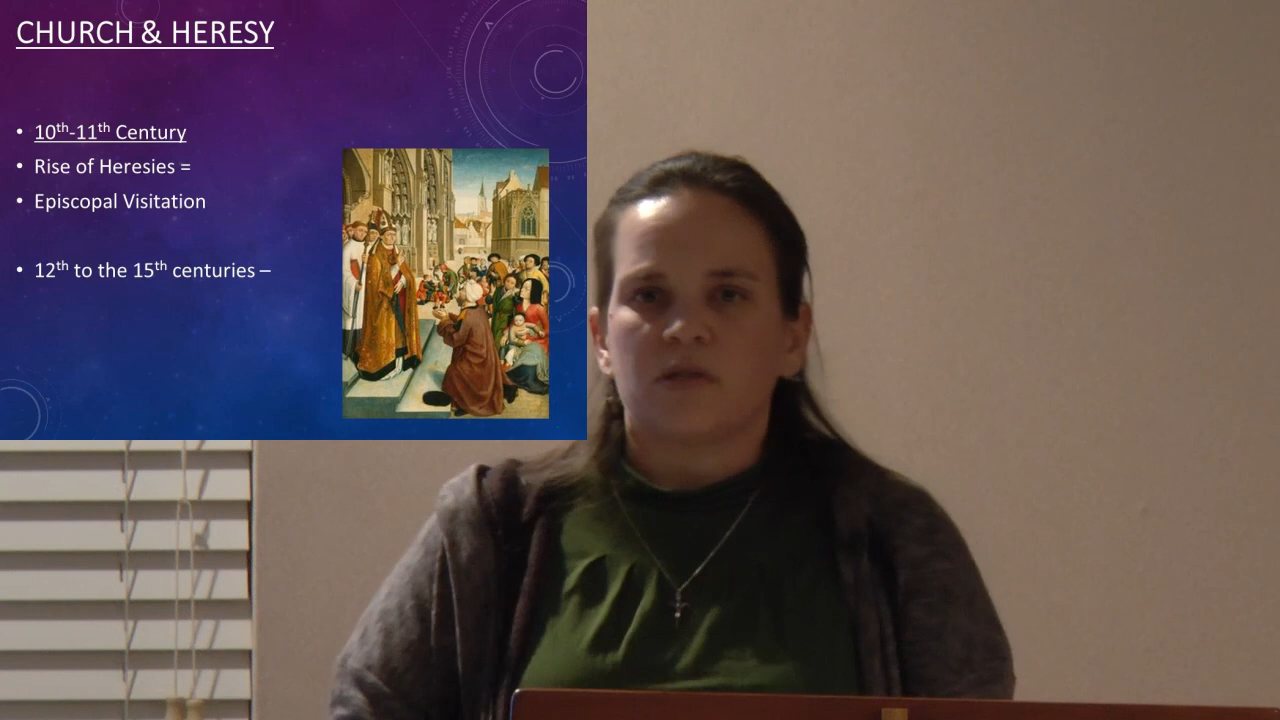 CHURCH & HERESY
• 10th-11th Century
• Rise of Heresies =
• Episcopal Visitation
• 12th to the 15th centuries –